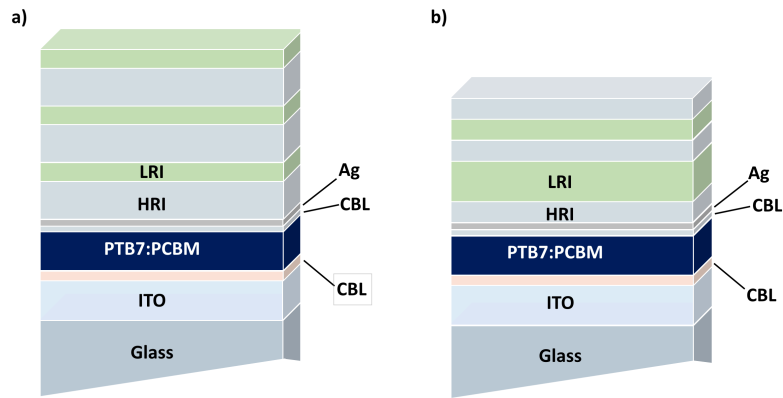 a)
LRI
HRI
Ag
CBL
PTB7:PCBM
CBL
ITO
Glass
b)
LRI
HRI
Ag
CBL
PTB7:PCBM
CBL
ITO
Glass